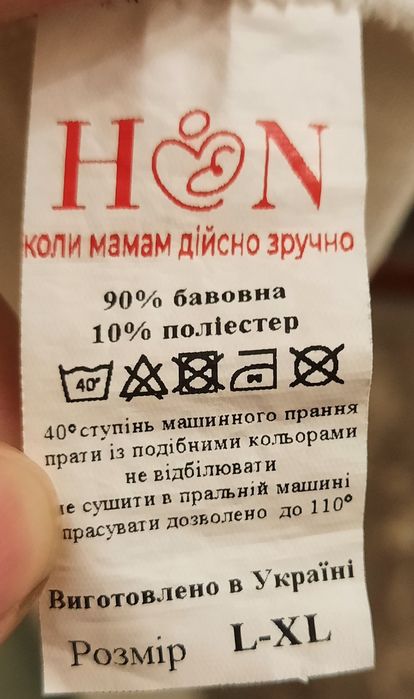 H N
коли мамам дійсно зручно
90% бавовна
10% поліестер
40°
40°ступінь машинного прання
прати із подібними кольорами
не відбілювати
не сушити в пральній машині
прасувати дозволено до 110°
Виготовлено в Україні
Розмір L-XL